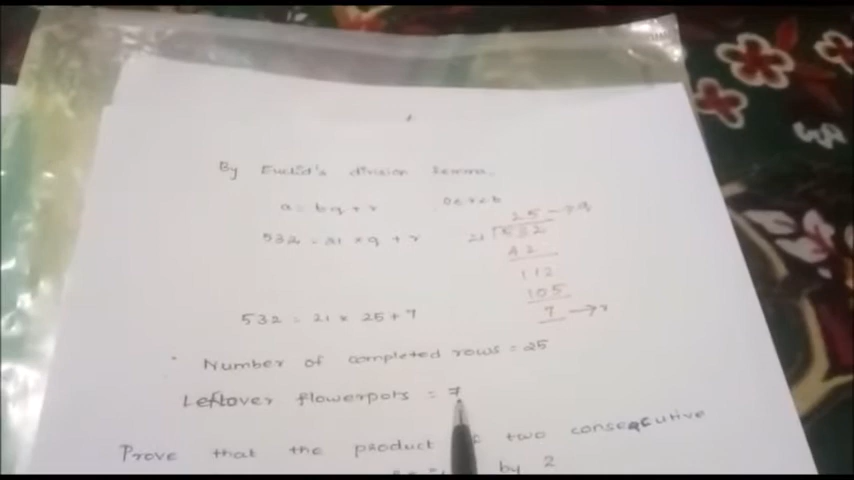 By Euclid's division Lemma.
a = bq + r    0 ≤ r < b
532 = 21 × q + r
25 → q
21 532
42
112
105
7 → r
532 = 21 × 25 + 7
Number of completed rows = 25
Leftover flowerpots = 7
Prove that the product two consecutive
by 2